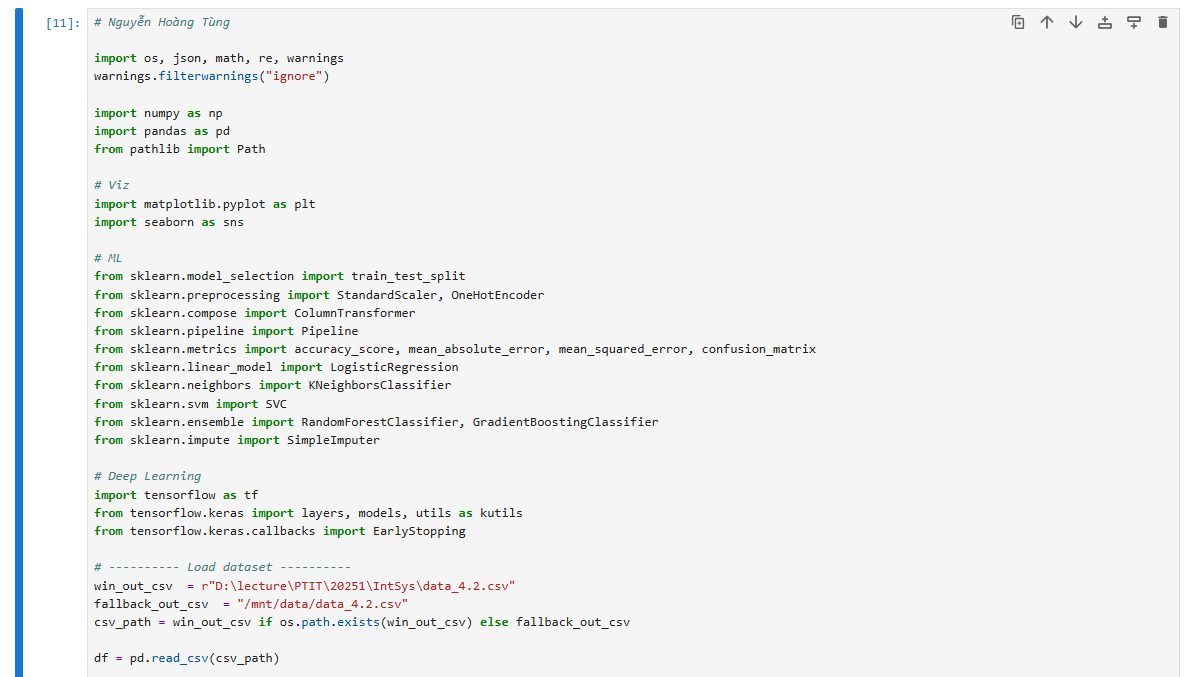 [11]: # Nguyễn Hoàng Tùng
import os, json, math, re, warnings
warnings.filterwarnings("ignore")
import numpy as np
import pandas as pd
from pathlib import Path
# Viz
import matplotlib.pyplot as plt
import seaborn as sns
# ML
from sklearn.model_selection import train_test_split
from sklearn.preprocessing import StandardScaler, OneHotEncoder
from sklearn.compose import ColumnTransformer
from sklearn.pipeline import Pipeline
from sklearn.metrics import accuracy_score, mean_absolute_error, mean_squared_error, confusion_matrix
from sklearn.linear_model import LogisticRegression
from sklearn.neighbors import KNeighborsClassifier
from sklearn.svm import SVC
from sklearn.ensemble import RandomForestClassifier, GradientBoostingClassifier
from sklearn.impute import SimpleImputer
# Deep Learning
import tensorflow as tf
from tensorflow.keras import layers, models, utils as kutils
from tensorflow.keras.callbacks import EarlyStopping
# ---------- Load dataset ----------
win_out_csv  = r"D:\lecture\PTIT\20251\IntSys\data_4.2.csv"
fallback_out_csv  = "/mnt/data/data_4.2.csv"
csv_path = win_out_csv if os.path.exists(win_out_csv) else fallback_out_csv
df = pd.read_csv(csv_path)